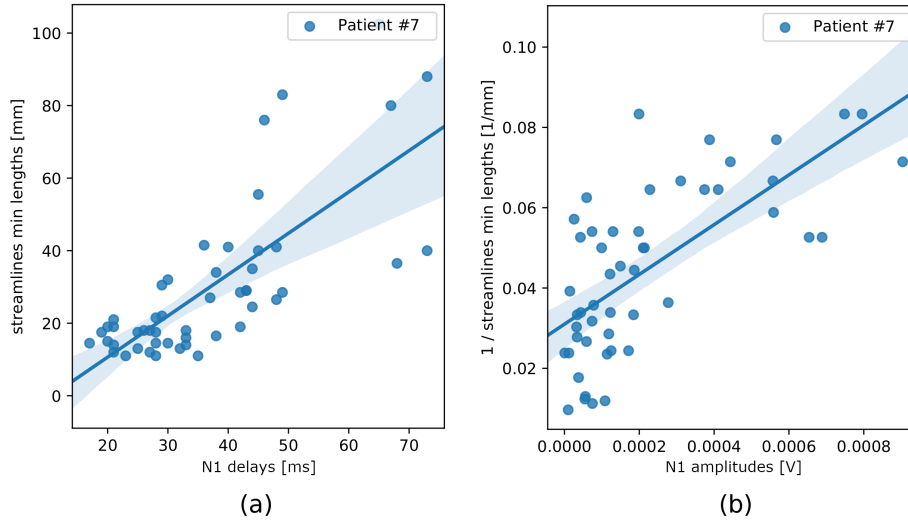 Patient #7
streamlines min lengths [mm]
100
80
60
40
20
0
20 30 40 50 60 70
N1 delays [ms]
(a)
Patient #7
1 / streamlines min lengths [1/mm]
0.10
0.08
0.06
0.04
0.02
0.0000 0.0002 0.0004 0.0006 0.0008
N1 amplitudes [V]
(b)